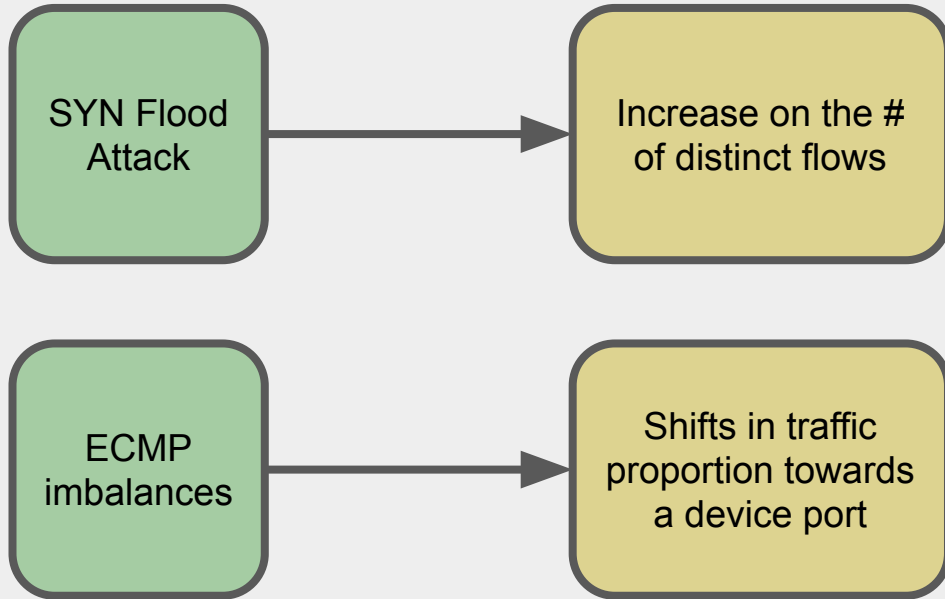 SYN Flood
Attack
Increase on the #
of distinct flows
ECMP
imbalances
Shifts in traffic
proportion towards
a device port